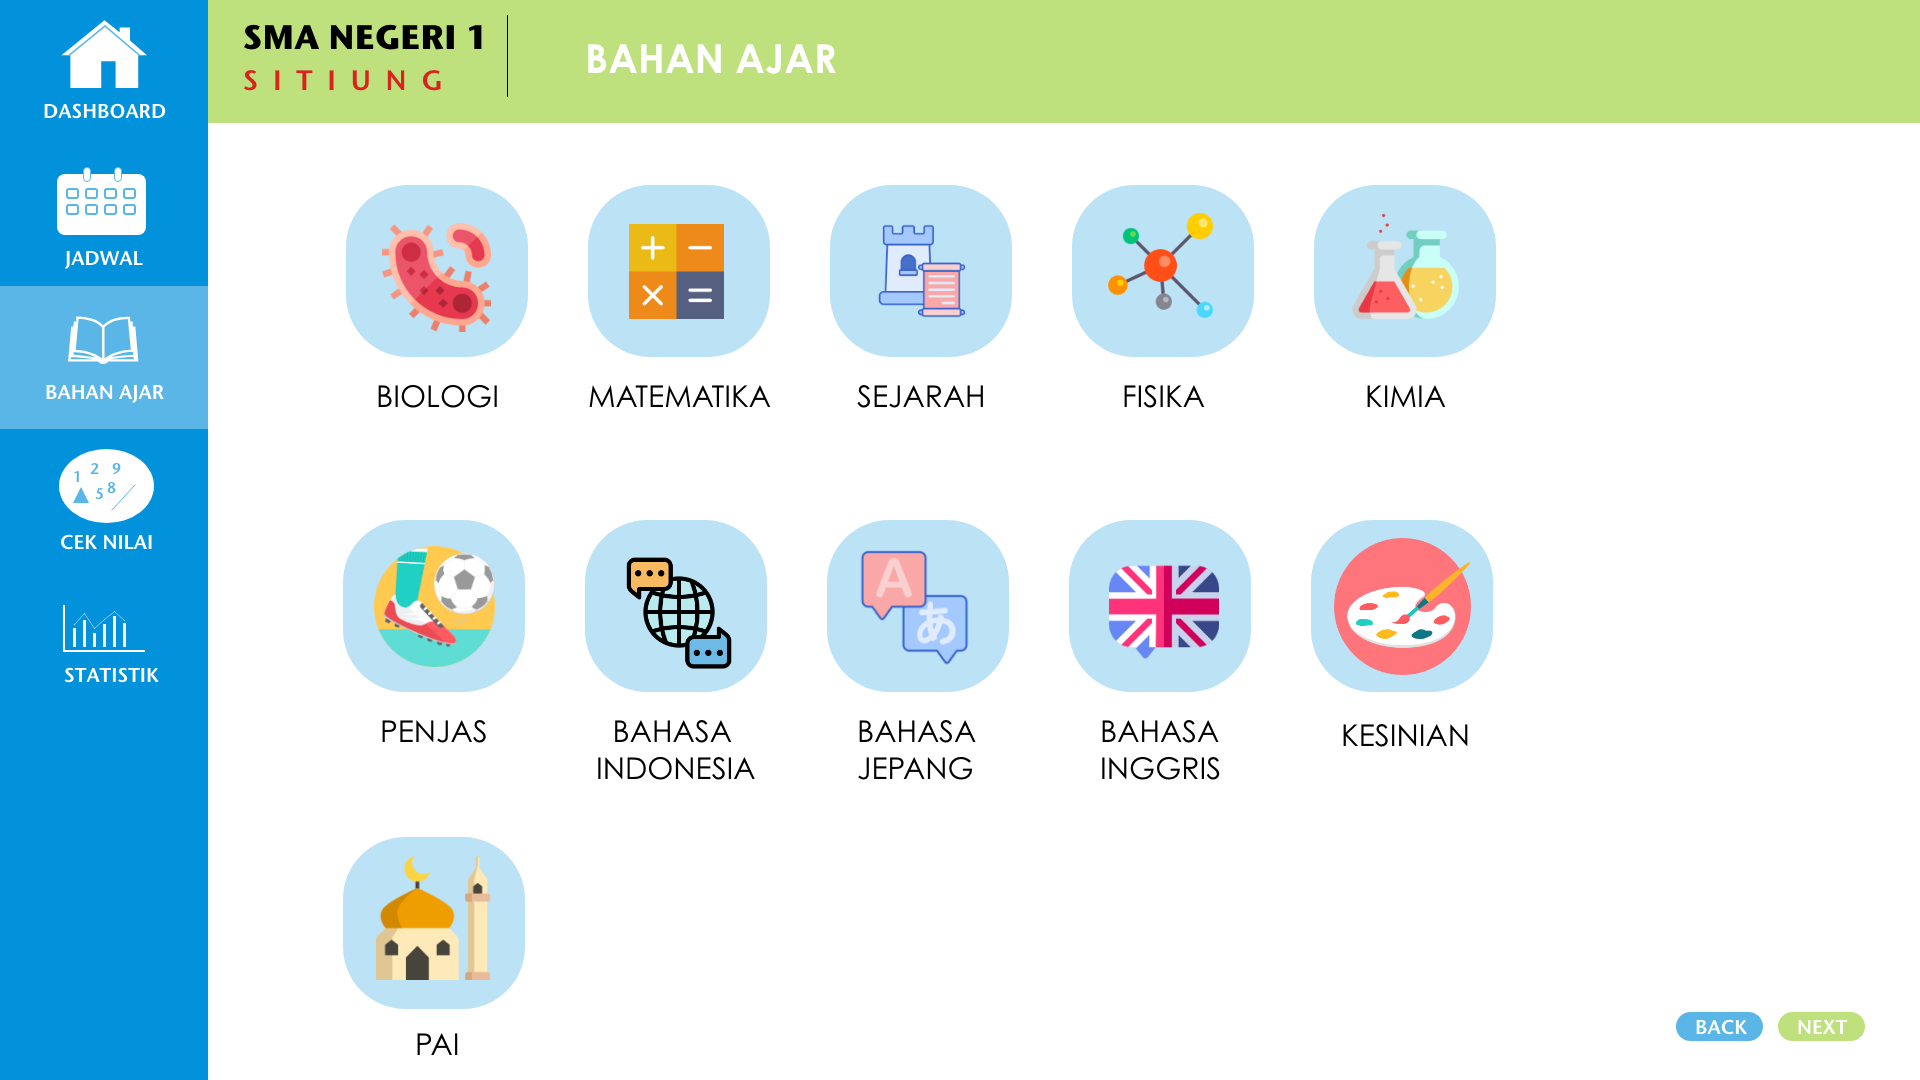 DASHBOARD
JADWAL
BAHAN AJAR
1 2 9
5 8
CEK NILAI
STATISTIK
SMA NEGERI 1
SITIUNG
BAHAN AJAR
BIOLOGI
MATEMATIKA
SEJARAH
FISIKA
KIMIA
PENJAS
BAHASA
INDONESIA
A
あ
BAHASA
JEPANG
BAHASA
INGGRIS
KESINIAN
PAI
BACK
NEXT